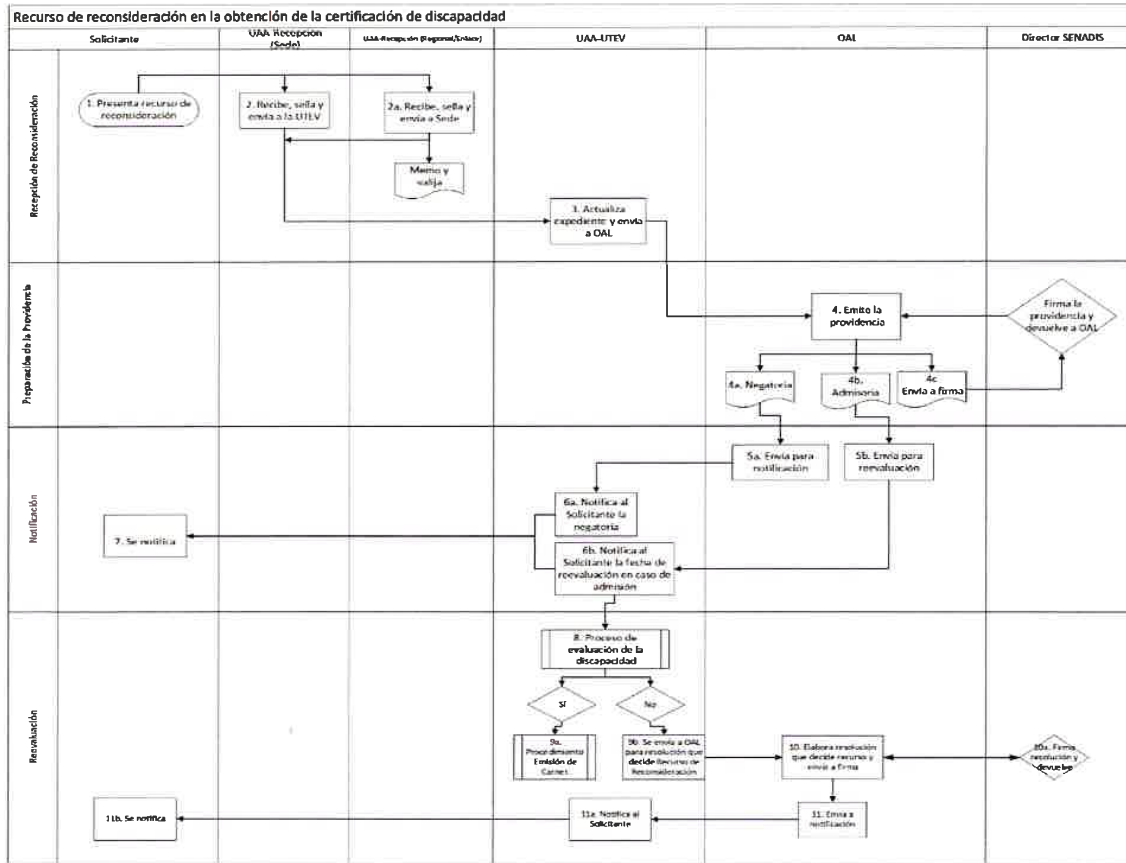 Recurso de reconsideración en la obtención de la certificación de discapacidad
Solicitante
UAA-Recepción
(Sede)
UAA-Recepción (Regional/Enlace)
UAA-UTEV
OAL
Director SENADIS
Recepción de Reconsideración
1. Presenta recurso de
reconsideración
2. Recibe, sella y
envía a la UTEV
2a. Recibe, sella y
envía a Sede
Memo y
valija
3. Actualiza
expediente y envía
a OAL
Preparación de la Providencia
4. Emite la
providencia
Firma la
providencia y
devuelve a OAL
4a. Negatoria
4b.
Admisoria
4c
Envía a firma
Notificación
5a. Envía para
notificación
5b. Envía para
reevaluación
6a. Notifica al
Solicitante la
negatoria
7. Se notifica
6b. Notifica al
Solicitante la fecha de
reevaluación en caso de
admisión
Reevaluación
8. Proceso de
evaluación de la
discapacidad
Sí
No
9a.
Procedimiento
Emisión de
Carnet
9b. Se envía a OAL
para resolución que
decide Recurso de
Reconsideración
10. Elabora resolución
que decide recurso y
envía a firma
10a. Firma
resolución y
devuelve
11b. Se notifica
11a. Notifica al
Solicitante
11. Envía a
notificación